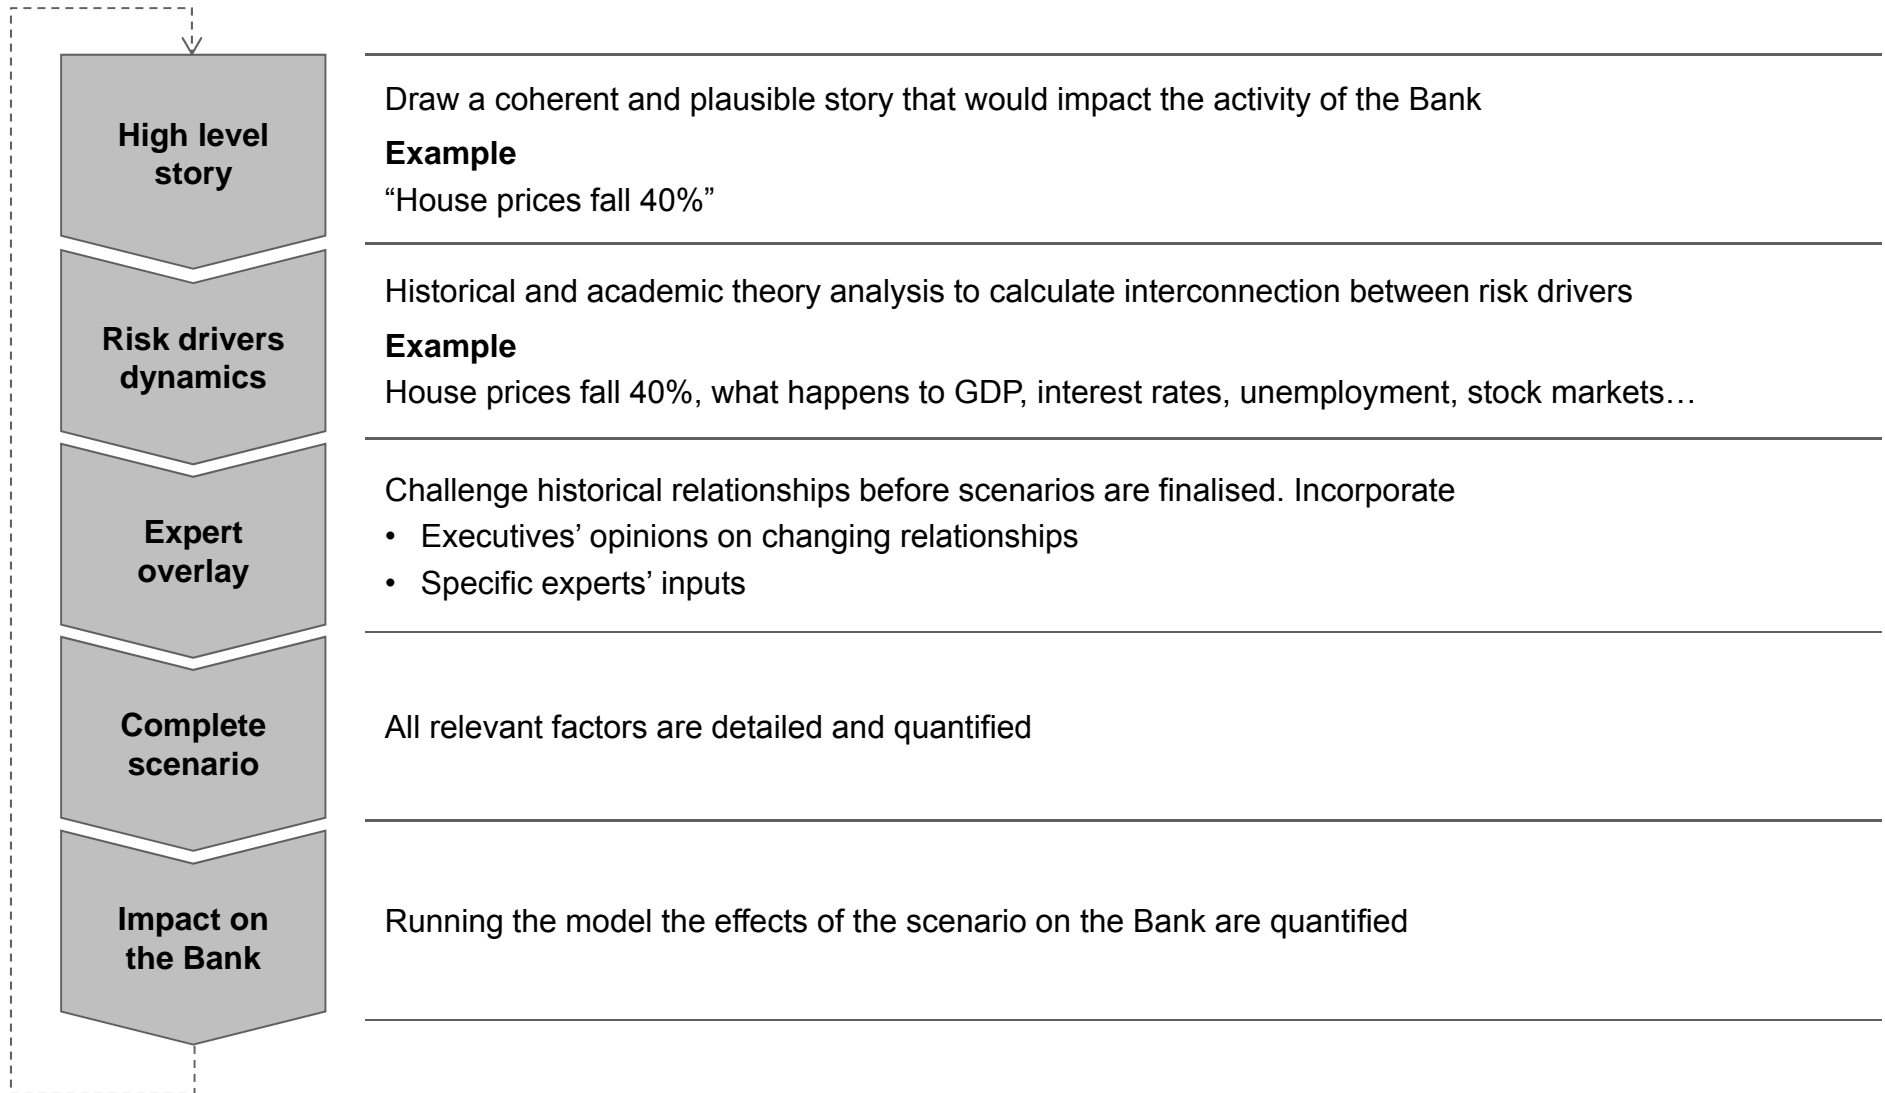 High level
story
Draw a coherent and plausible story that would impact the activity of the Bank
Example
“House prices fall 40%”
Risk drivers
dynamics
Historical and academic theory analysis to calculate interconnection between risk drivers
Example
House prices fall 40%, what happens to GDP, interest rates, unemployment, stock markets…
Expert
overlay
Challenge historical relationships before scenarios are finalised. Incorporate
• Executives’ opinions on changing relationships
• Specific experts’ inputs
Complete
scenario
All relevant factors are detailed and quantified
Impact on
the Bank
Running the model the effects of the scenario on the Bank are quantified